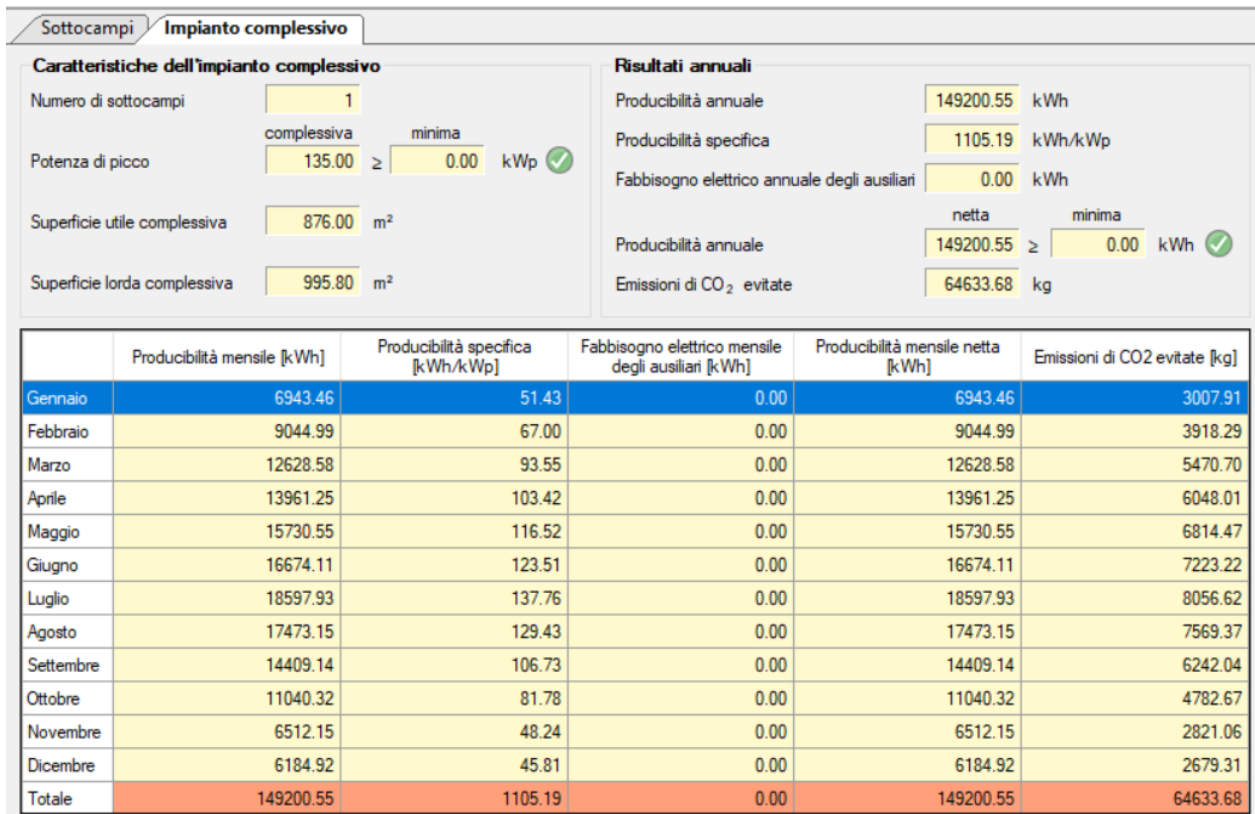 Sottocampi Impianto complessivo
Caratteristiche dell'impianto complessivo
Numero di sottocampi 1
complessiva minima
Potenza di picco 135.00 ≥ 0.00 kWp
Superficie utile complessiva 876.00 m²
Superficie lorda complessiva 995.80 m²
Risultati annuali
Producibilità annuale 149200.55 kWh
Producibilità specifica 1105.19 kWh/kWp
Fabbisogno elettrico annuale degli ausiliari 0.00 kWh
netta minima
Producibilità annuale 149200.55 ≥ 0.00 kWh
Emissioni di CO2 evitate 64633.68 kg
Producibilità mensile [kWh] Producibilità specifica [kWh/kWp] Fabbisogno elettrico mensile degli ausiliari [kWh] Producibilità mensile netta [kWh] Emissioni di CO2 evitate [kg]
Gennaio 6943.46 51.43 0.00 6943.46 3007.91
Febbraio 9044.99 67.00 0.00 9044.99 3918.29
Marzo 12628.58 93.55 0.00 12628.58 5470.70
Aprile 13961.25 103.42 0.00 13961.25 6048.01
Maggio 15730.55 116.52 0.00 15730.55 6814.47
Giugno 16674.11 123.51 0.00 16674.11 7223.22
Luglio 18597.93 137.76 0.00 18597.93 8056.62
Agosto 17473.15 129.43 0.00 17473.15 7569.37
Settembre 14409.14 106.73 0.00 14409.14 6242.04
Ottobre 11040.32 81.78 0.00 11040.32 4782.67
Novembre 6512.15 48.24 0.00 6512.15 2821.06
Dicembre 6184.92 45.81 0.00 6184.92 2679.31
Totale 149200.55 1105.19 0.00 149200.55 64633.68